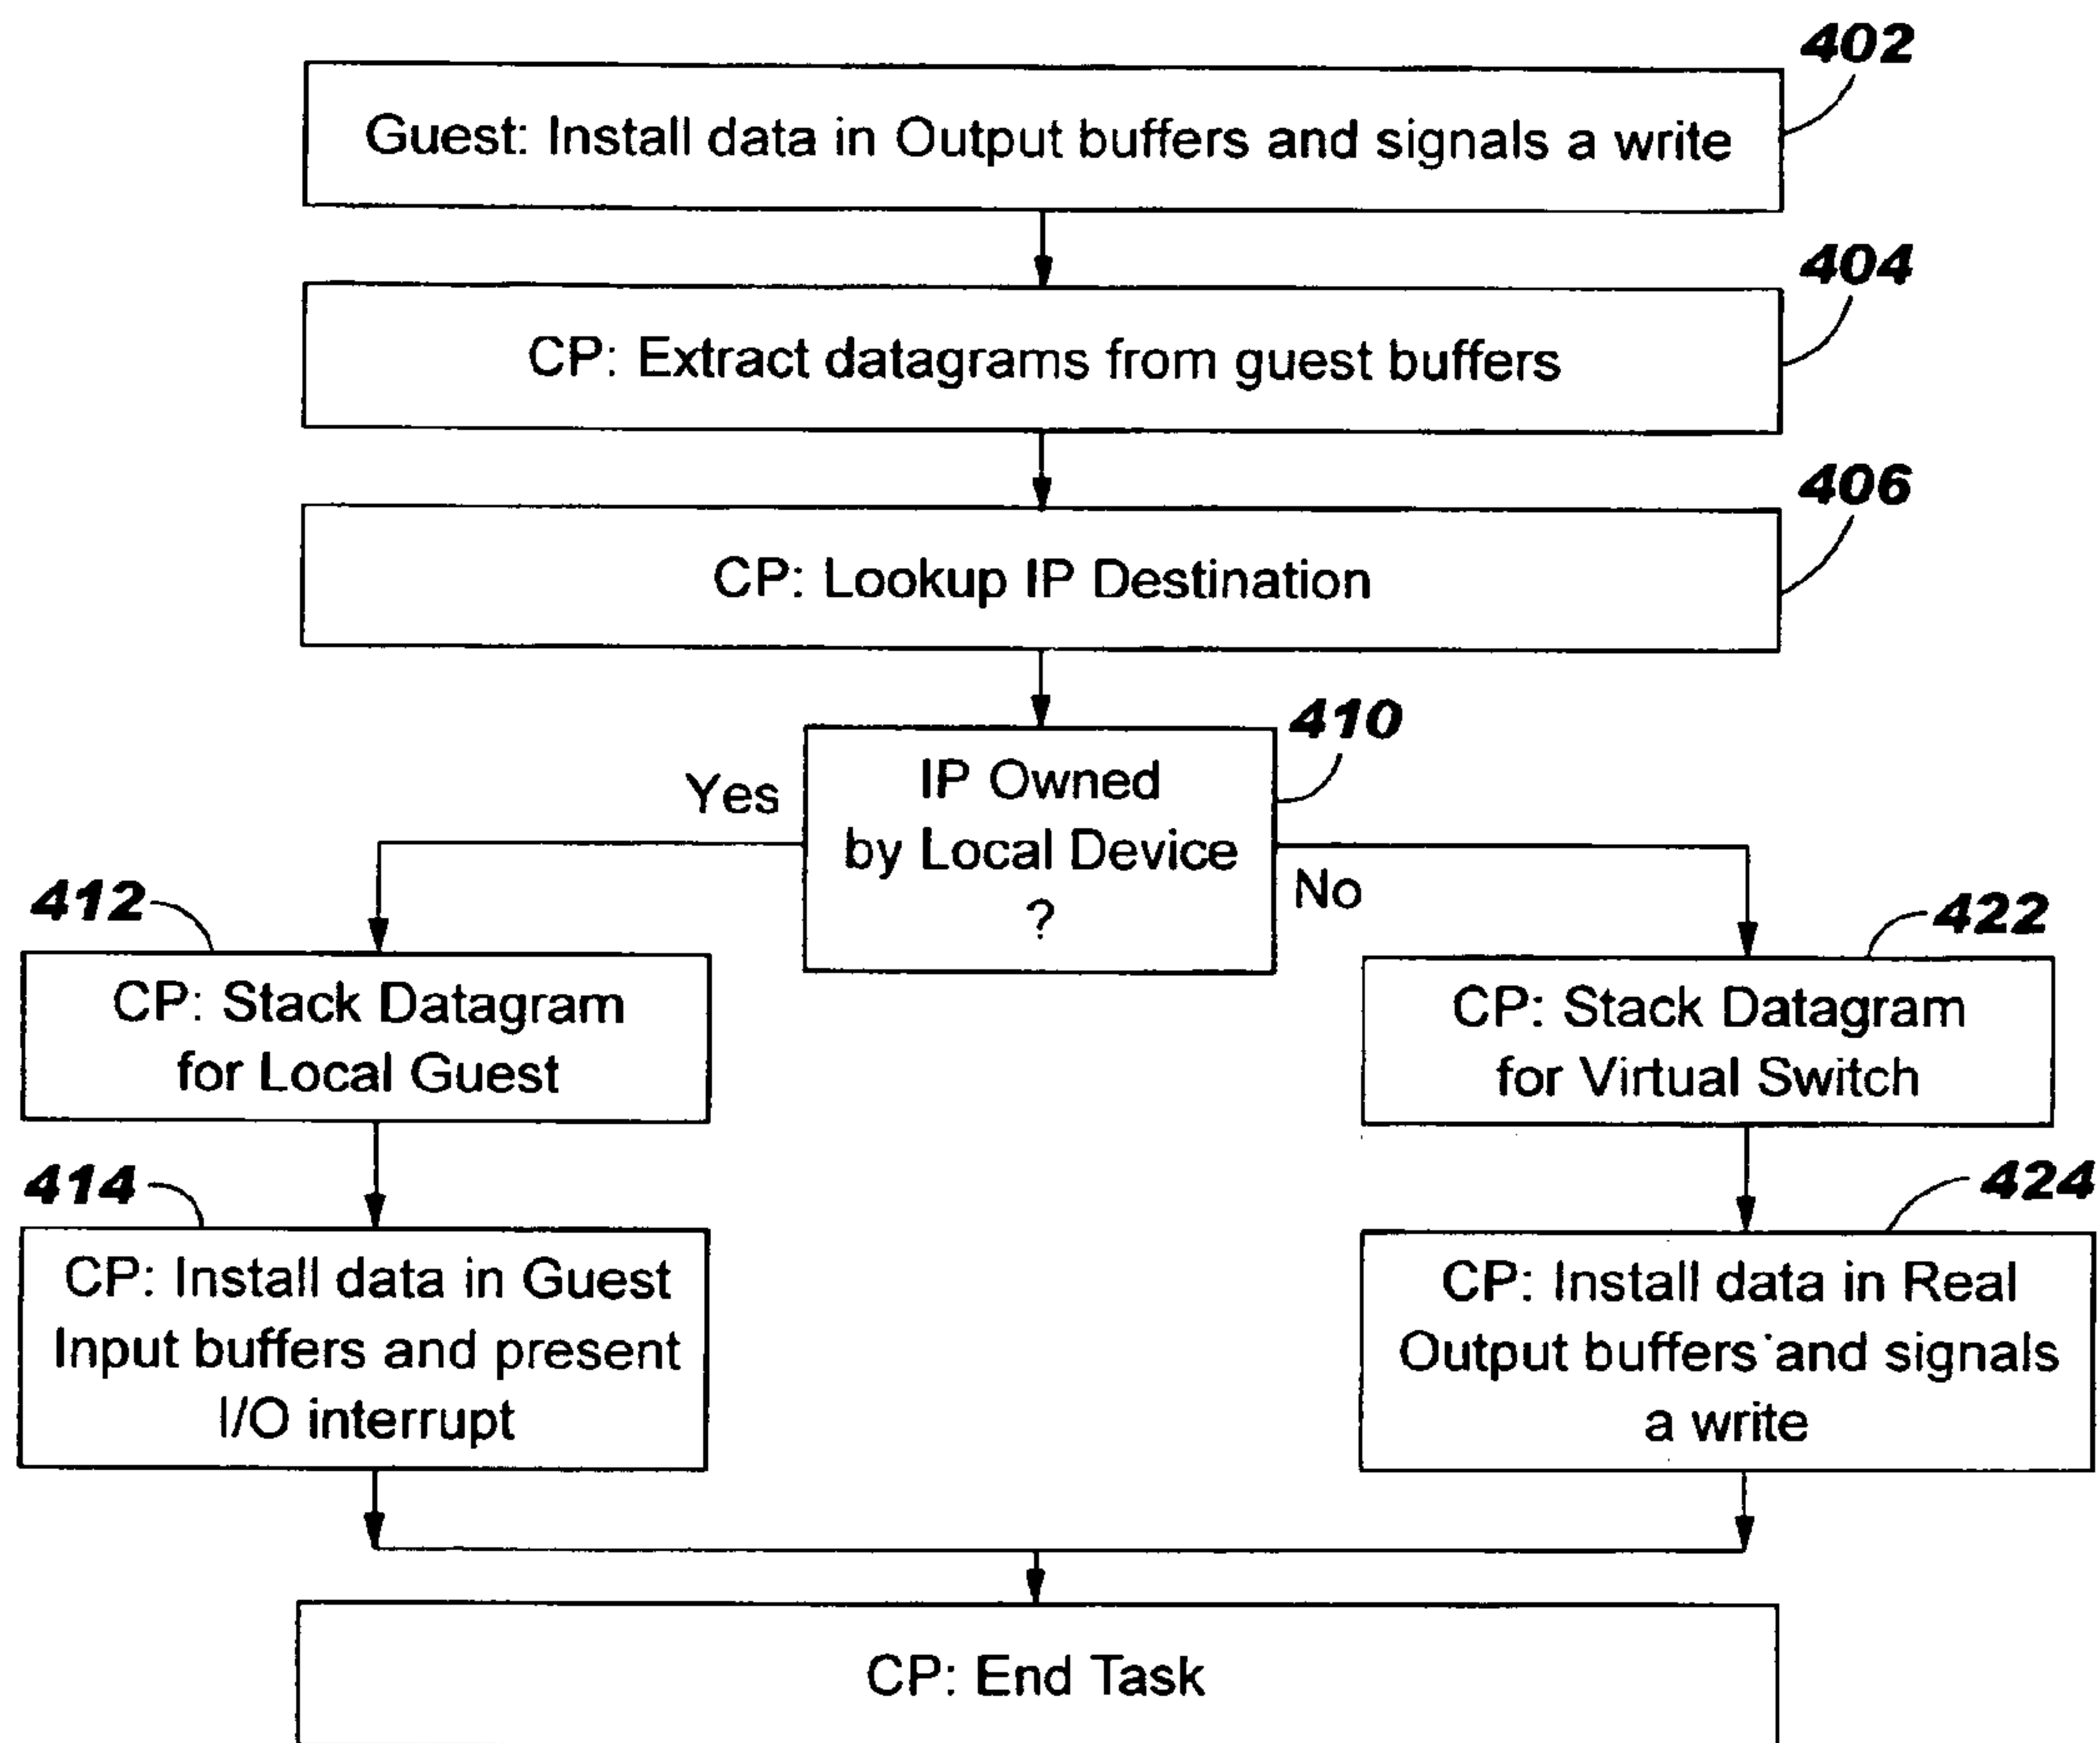 402
Guest: Install data in Output buffers and signals a write
404
CP: Extract datagrams from guest buffers
406
CP: Lookup IP Destination
410
IP Owned
by Local Device
?
Yes
No
412
CP: Stack Datagram
for Local Guest
422
CP: Stack Datagram
for Virtual Switch
414
CP: Install data in Guest
Input buffers and present
I/O interrupt
424
CP: Install data in Real
Output buffers and signals
a write
CP: End Task